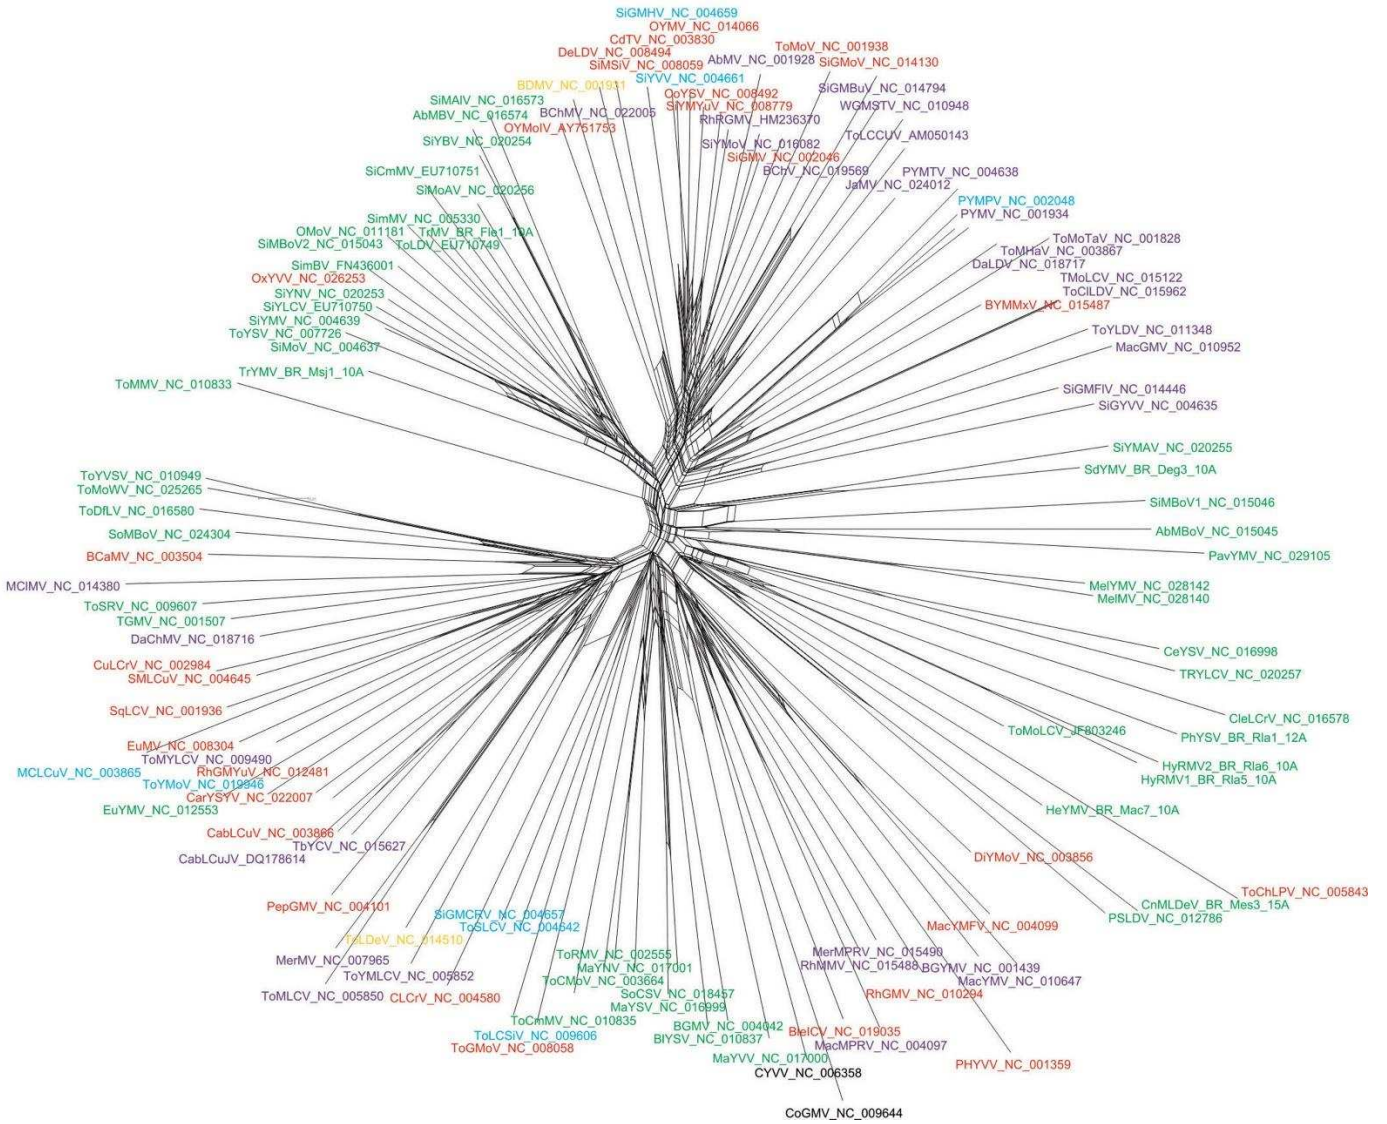 SiGMHV_NC_004659
OYMV_NC_014066
CdTV_NC_003830
ToMoV_NC_001938
DeLDV_NC_008494
AbMV_NC_001928
SiMSiV_NC_008059
SiGMoV_NC_014130
SiYVV_NC_004661
BDMV_NC_001931
SiGMBuV_NC_014794
CoYSV_NC_008492
SiMAlV_NC_016573
SiYMYuV_NC_008779
WGMSTV_NC_010948
BChMV_NC_022005
AbMBV_NC_016574
RhRGMV_HM236370
OYMolV_AY751753
ToLCCUV_AM050143
SiYBV_NC_020254
SiYMoV_NC_016082
SiGMV_NC_002046
SiCmMV_EU710751
BChV_NC_019569
PYMTV_NC_004638
JaMV_NC_024012
SiMoAV_NC_020256
PYMPV_NC_002048
PYMV_NC_001934
SimMV_NC_005330
OMoV_NC_011181
TrMV_BR_Fle1_10A
ToMoTaV_NC_001828
SiMBoV2_NC_015043
ToLDV_EU710749
ToMHaV_NC_003867
SimBV_FN436001
DaLDV_NC_018717
OxYVV_NC_026253
TMoLCV_NC_015122
SiYNV_NC_020253
ToClLDV_NC_015962
SiYLCV_EU710750
BYMMxV_NC_015487
SiYMV_NC_004639
ToYSV_NC_007726
ToYLDV_NC_011348
SiMoV_NC_004637
MacGMV_NC_010952
TrYMV_BR_Msj1_10A
ToMMV_NC_010833
SiGMFlV_NC_014446
SiGYVV_NC_004635
SiYMAV_NC_020255
SdYMV_BR_Deg3_10A
ToYVSV_NC_010949
ToMoWV_NC_025265
SiMBoV1_NC_015046
ToDfLV_NC_016580
AbMBoV_NC_015045
SoMBoV_NC_024304
BCaMV_NC_003504
PavYMV_NC_029105
MClMV_NC_014380
MelYMV_NC_028142
MelMV_NC_028140
ToSRV_NC_009607
TGMV_NC_001507
DaChMV_NC_018716
CeYSV_NC_016998
CuLCrV_NC_002984
TRYLCV_NC_020257
SMLCuV_NC_004645
SqLCV_NC_001936
CleLCrV_NC_016578
ToMoLCV_JF803246
PhYSV_BR_Rla1_12A
EuMV_NC_008304
ToMYLCV_NC_009490
HyRMV2_BR_Rla6_10A
MCLCuV_NC_003865
RhGMYuV_NC_012481
HyRMV1_BR_Rla5_10A
ToYMoV_NC_019946
CarYSYV_NC_022007
EuYMV_NC_012553
HeYMV_BR_Mac7_10A
CabLCuV_NC_003866
TbYCV_NC_015627
CabLCuJV_DQ178614
DiYMoV_NC_003856
ToChLPV_NC_005843
PepGMV_NC_004101
CnMLDeV_BR_Mes3_15A
SiGMCRV_NC_004657
PSLDV_NC_012786
ToSLCV_NC_004642
MacYMFV_NC_004099
ToLDeV_NC_014510
ToRMV_NC_002555
MerMPRV_NC_015490
MerMV_NC_007965
MaYNV_NC_017001
RhMMV_NC_015488
BGYMV_NC_001439
ToYMLCV_NC_005852
ToCMoV_NC_003664
MacYMV_NC_010647
ToMLCV_NC_005850
CLCrV_NC_004580
SoCSV_NC_018457
RhGMV_NC_010294
MaYSV_NC_016999
ToCmMV_NC_010835
BGMV_NC_004042
BleICV_NC_019035
ToLCSiV_NC_009606
BlYSV_NC_010837
MacMPRV_NC_004097
ToGMoV_NC_008058
MaYVV_NC_017000
PHYVV_NC_001359
CYVV_NC_006358
CoGMV_NC_009644